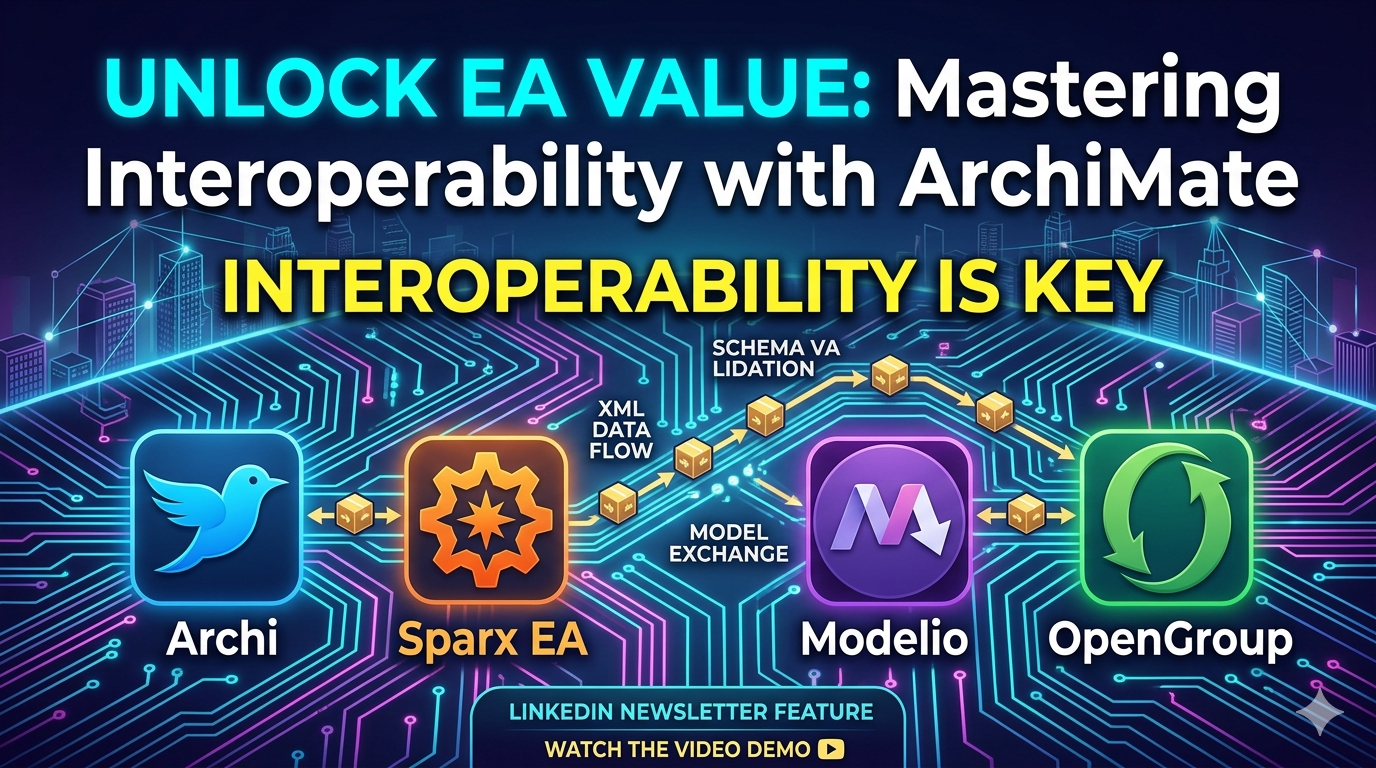 UNLOCK EA VALUE: Mastering
Interoperability with ArchiMate
INTEROPERABILITY IS KEY
SCHEMA VA
LIDATION
XML
DATA
FLOW
MODEL
EXCHANGE
Archi
Sparx EA
Modelio
OpenGroup
LINKEDIN NEWSLETTER FEATURE
WATCH THE VIDEO DEMO